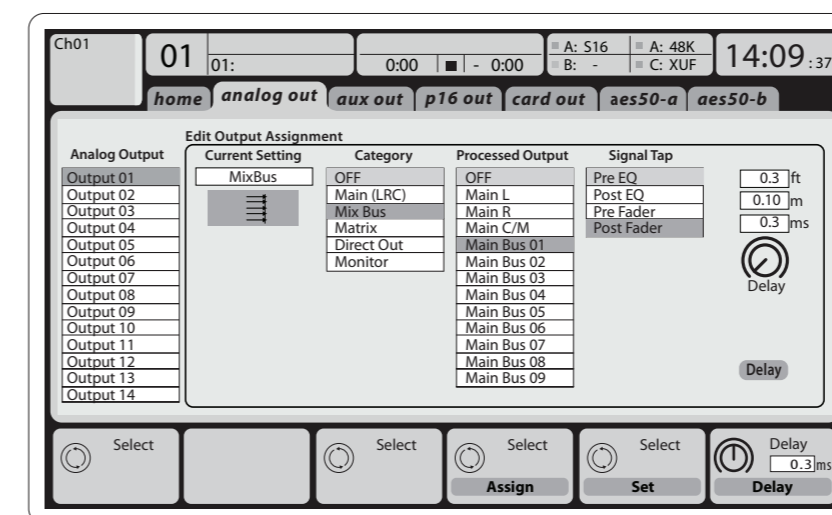 Ch01
01
01:
0:00
- 0:00
A: S16
B: -
A: 48K
C: XUF
14:09 :37
home
analog out
aux out
p16 out
card out
aes50-a
aes50-b
Edit Output Assignment
Analog Output
Current Setting
Category
Processed Output
Signal Tap
Output 01
Output 02
Output 03
Output 04
Output 05
Output 06
Output 07
Output 08
Output 09
Output 10
Output 11
Output 12
Output 13
Output 14
MixBus
OFF
Main (LRC)
Mix Bus
Matrix
Direct Out
Monitor
OFF
Main L
Main R
Main C/M
Main Bus 01
Main Bus 02
Main Bus 03
Main Bus 04
Main Bus 05
Main Bus 06
Main Bus 07
Main Bus 08
Main Bus 09
Pre EQ
Post EQ
Pre Fader
Post Fader
0.3 ft
0.10 m
0.3 ms
Delay
Delay
Select
Select
Select
Assign
Select
Set
Delay
0.3 ms
Delay